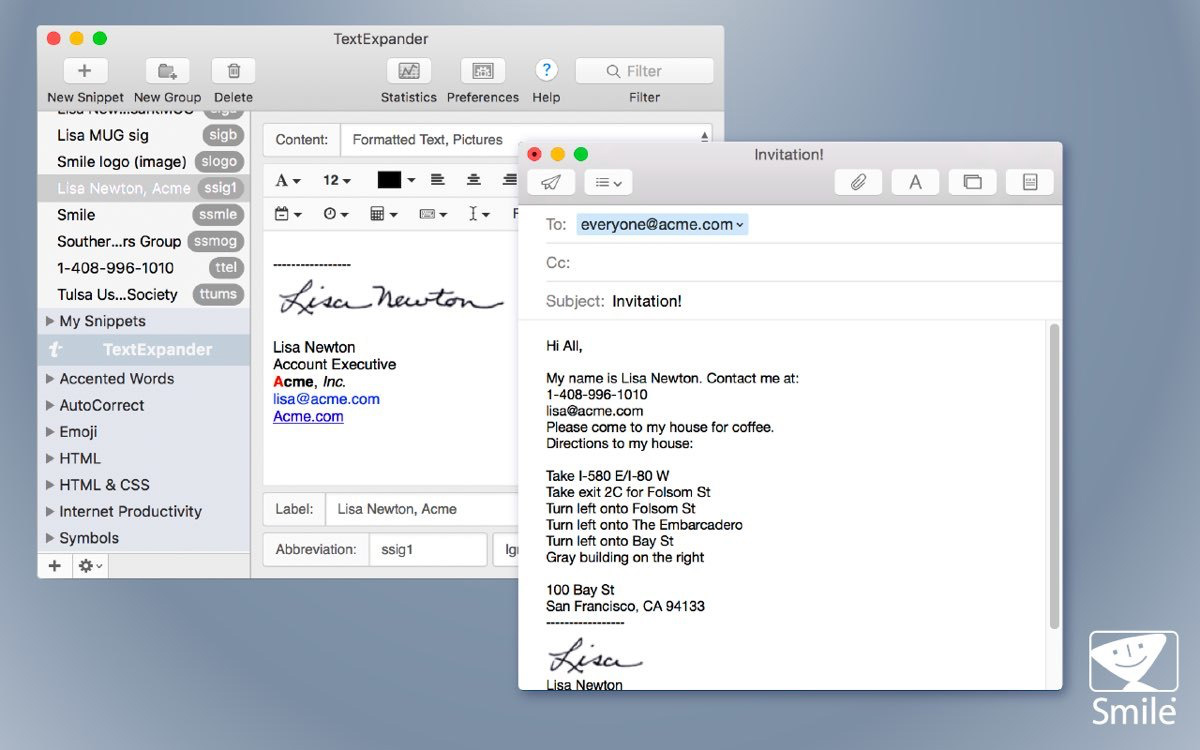 TextExpander
New Snippet New Group Delete Statistics Preferences ? Help Filter
Filter
Lisa MUG sig sigb
Smile logo (image) slogo
Lisa Newton, Acme ssig1
Smile ssmle
Souther...rs Group ssmog
1-408-996-1010 ttel
Tulsa Us...Society ttums
My Snippets
TextExpander
Accented Words
AutoCorrect
Emoji
HTML
HTML & CSS
Internet Productivity
Symbols
Content: Formatted Text, Pictures
A 12
-----------------
Lisa Newton
Lisa Newton
Account Executive
Acme, Inc.
lisa@acme.com
Acme.com
Label: Lisa Newton, Acme
Abbreviation: ssig1
Invitation!
A
To: everyone@acme.com
Cc:
Subject: Invitation!
Hi All,
My name is Lisa Newton. Contact me at:
1-408-996-1010
lisa@acme.com
Please come to my house for coffee.
Directions to my house:
Take I-580 E/I-80 W
Take exit 2C for Folsom St
Turn left onto Folsom St
Turn left onto The Embarcadero
Turn left onto Bay St
Gray building on the right
100 Bay St
San Francisco, CA 94133
-----------------
Lisa
Lisa Newton
Smile